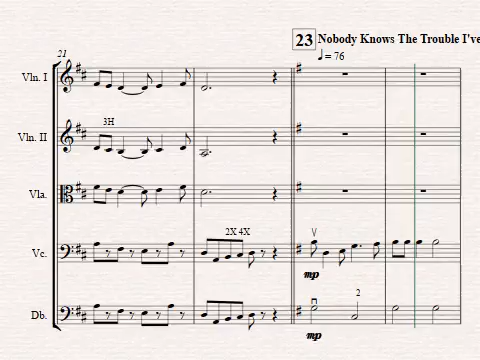 23 Nobody Knows The Trouble I've
♩ = 76
21
Vln. I
Vln. II
3H
Vla.
Vc.
2X 4X
mp
Db.
2
mp